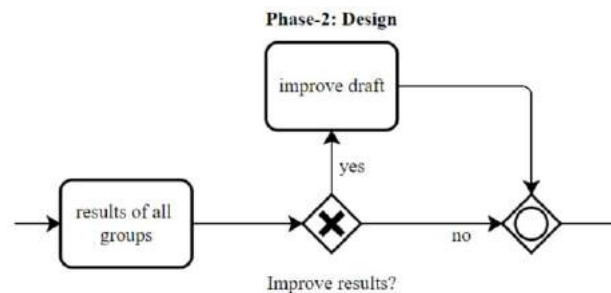 Phase-2: Design
improve draft
yes
results of all
groups
no
Improve results?